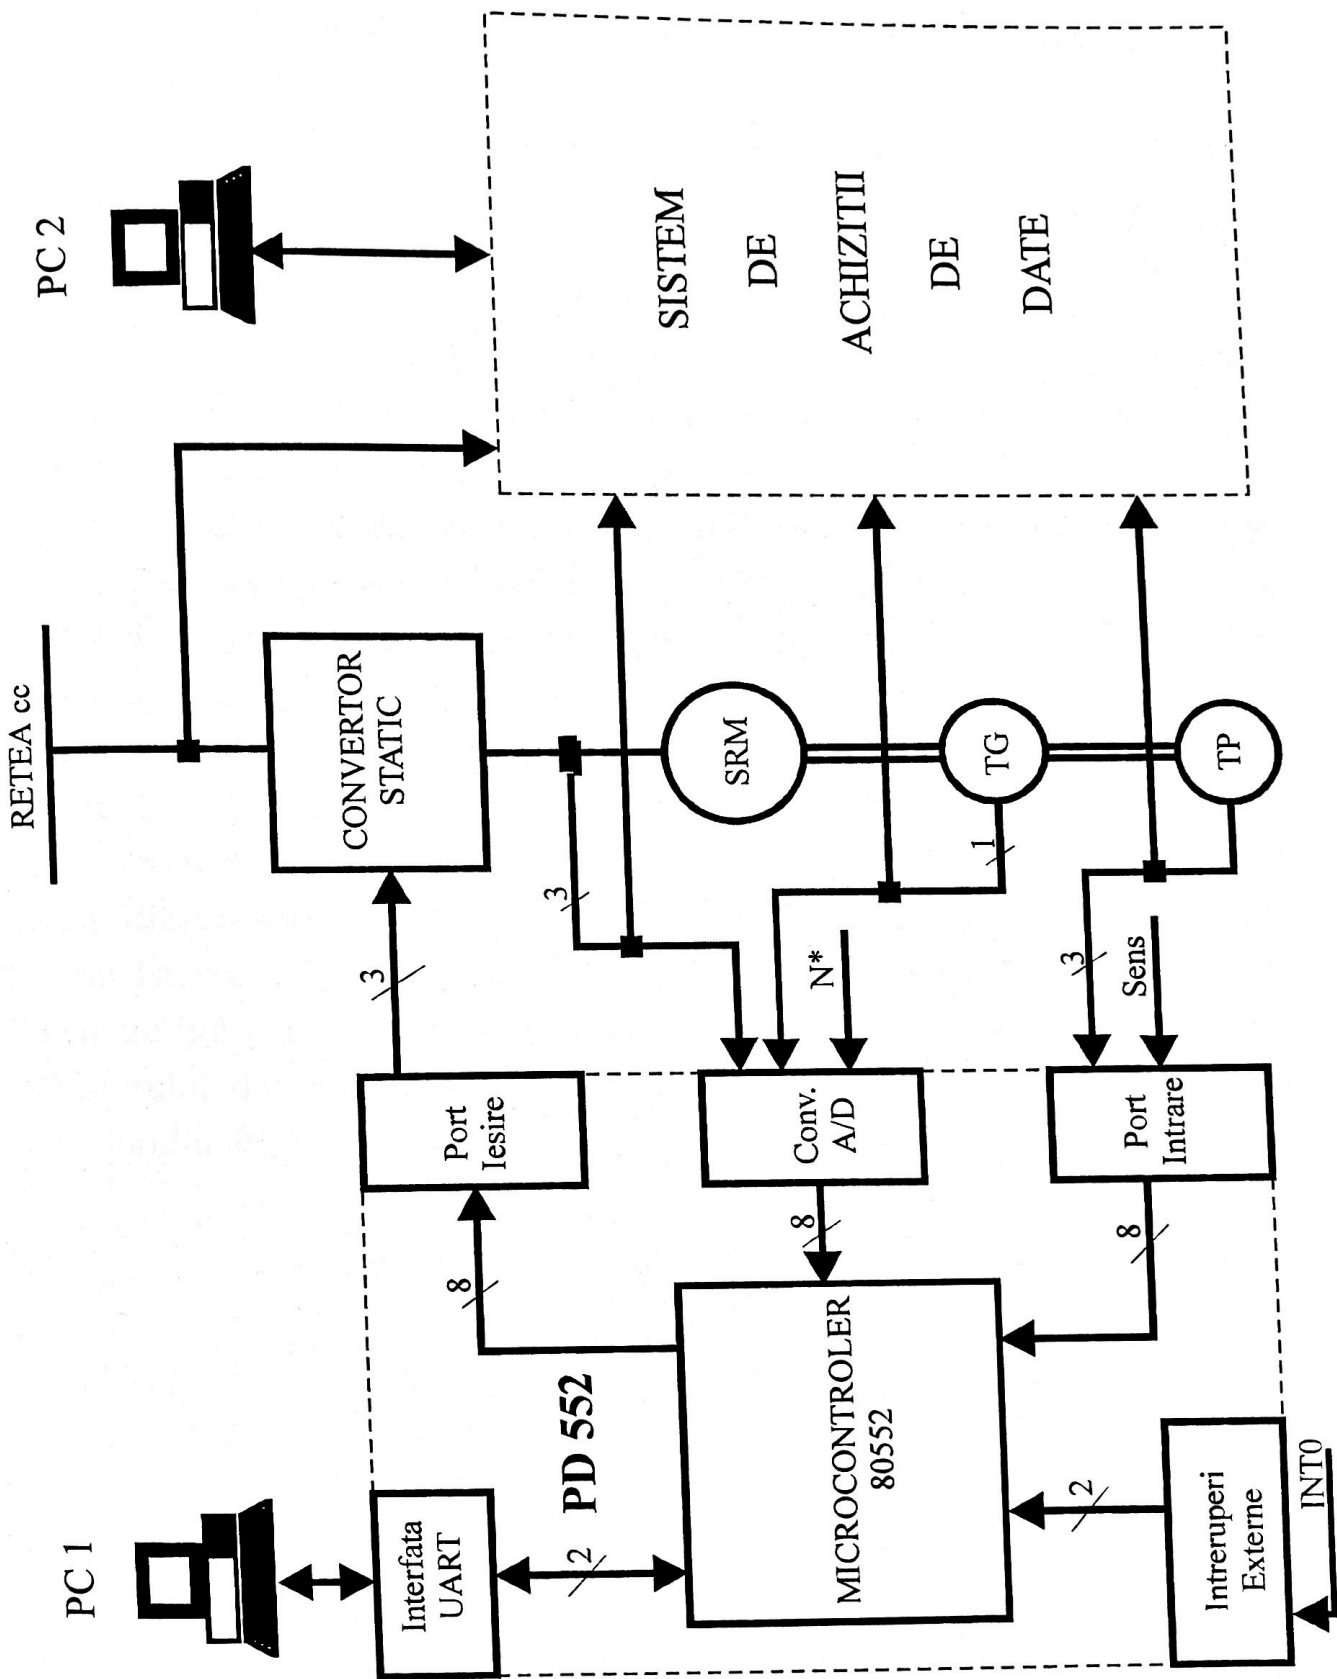 PC 1
Interfata
UART
2
PD 552
MICROCONTROLER
80552
2
Intreruperi
Externe
INT0
8
Port
Iesire
3
8
Conv.
A/D
N*
8
Port
Intrare
3
Sens
RETEA cc
CONVERTOR
STATIC
3
SRM
1
TG
TP
PC 2
SISTEM
DE
ACHIZITII
DE
DATE